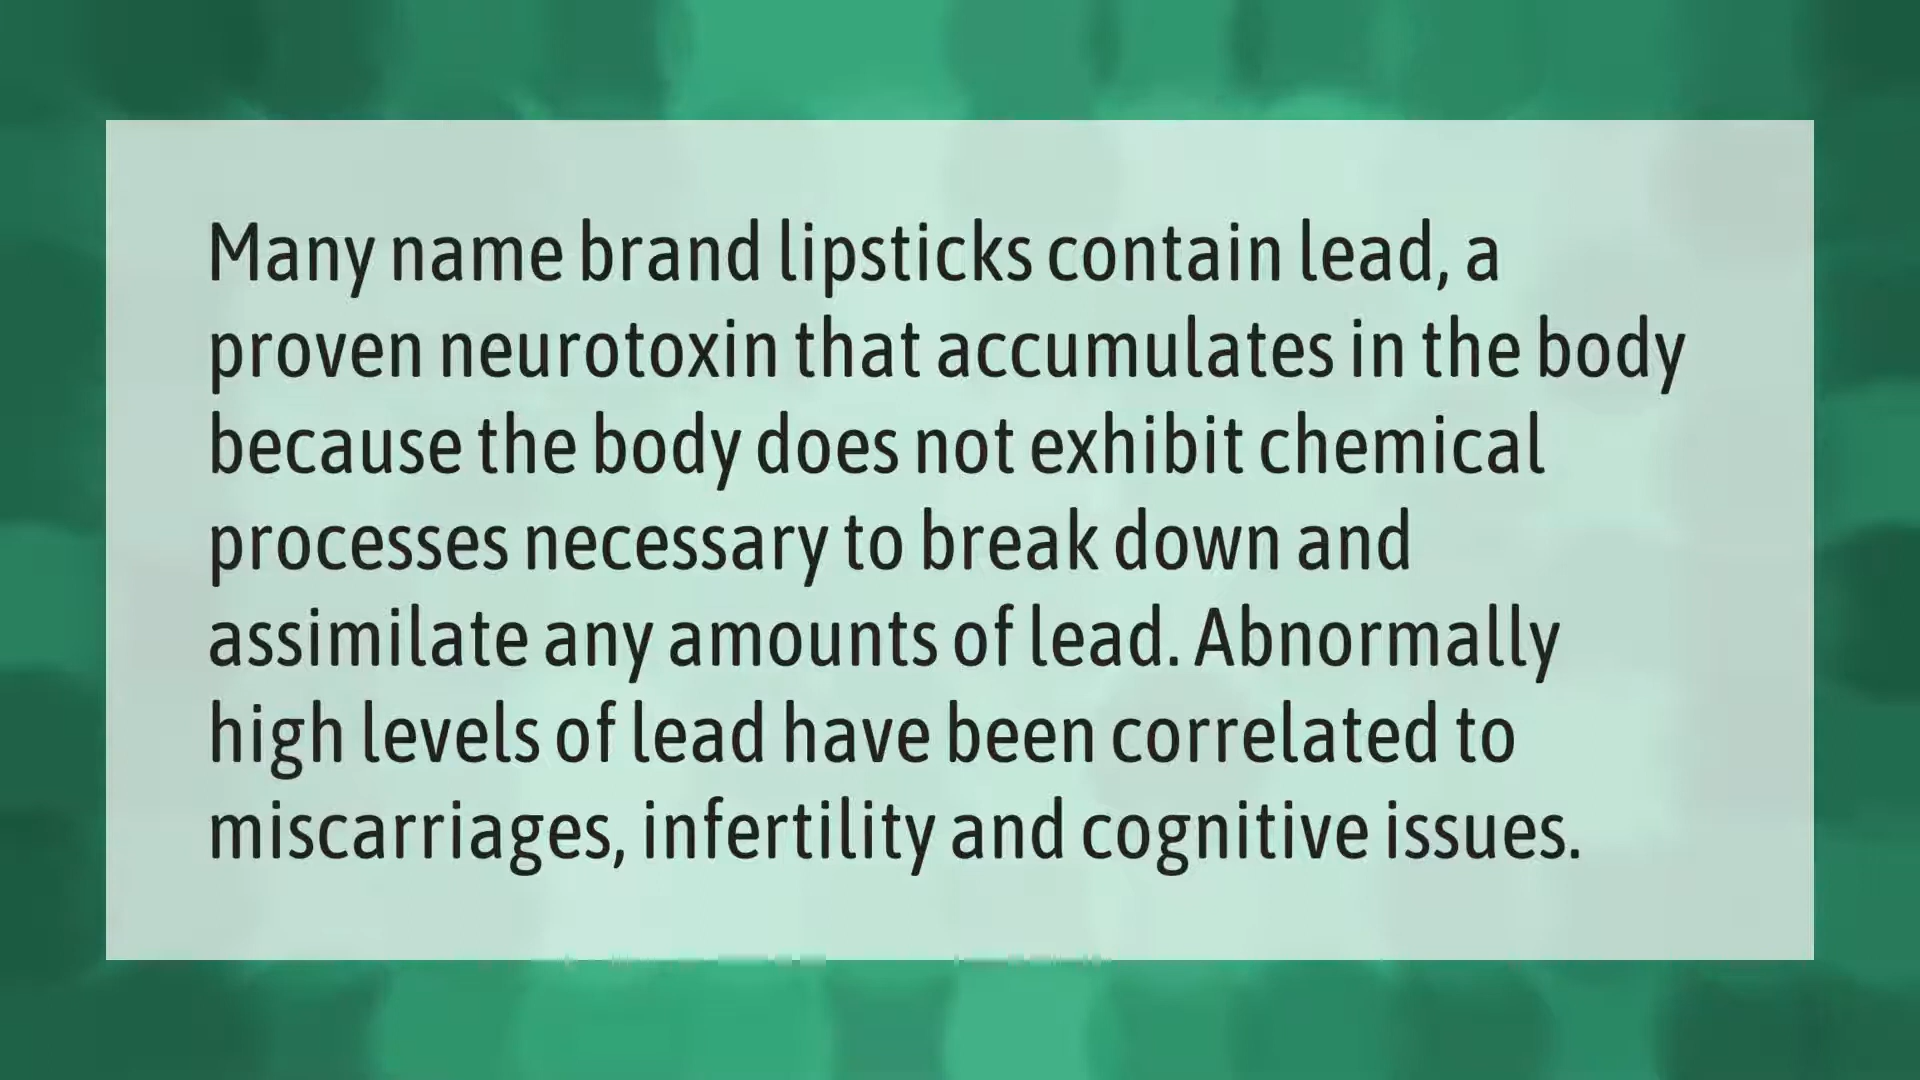 Many name brand lipsticks contain lead, a
proven neurotoxin that accumulates in the body
because the body does not exhibit chemical
processes necessary to break down and
assimilate any amounts of lead. Abnormally
high levels of lead have been correlated to
miscarriages, infertility and cognitive issues.